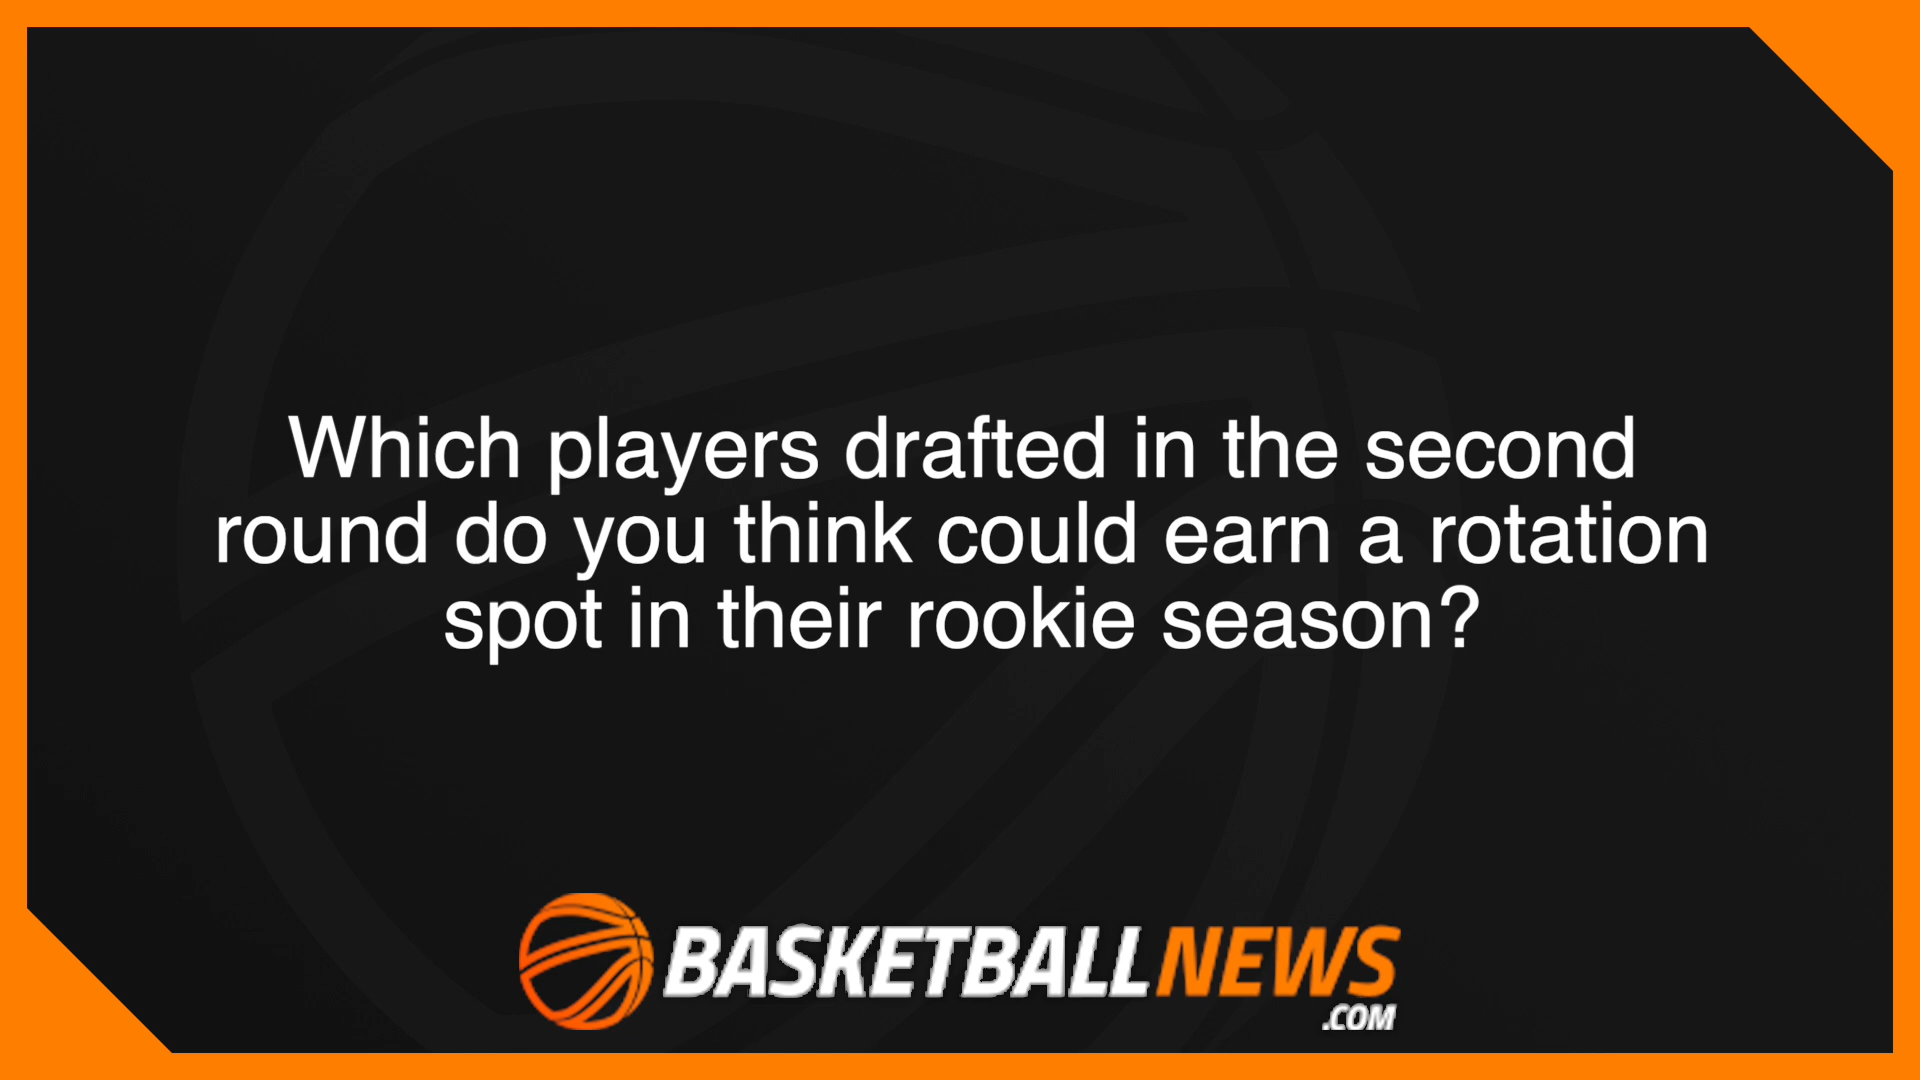 Which players drafted in the second
round do you think could earn a rotation
spot in their rookie season?
BASKETBALLNEWS
.COM